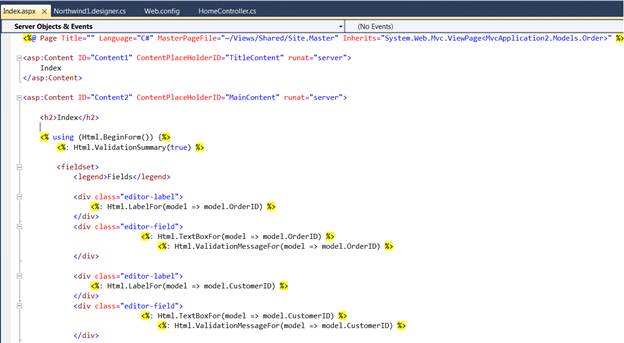 Index.aspx Northwind1.designer.cs Web.config HomeController.cs
Server Objects & Events (No Events)
<%@ Page Title="" Language="C#" MasterPageFile="~/Views/Shared/Site.Master" Inherits="System.Web.Mvc.ViewPage<MvcApplication2.Models.Order>" %>
<asp:Content ID="Content1" ContentPlaceHolderID="TitleContent" runat="server">
Index
</asp:Content>
<asp:Content ID="Content2" ContentPlaceHolderID="MainContent" runat="server">
<h2>Index</h2>
<% using (Html.BeginForm()) {%>
<%: Html.ValidationSummary(true) %>
<fieldset>
<legend>Fields</legend>
<div class="editor-label">
<%: Html.LabelFor(model => model.OrderID) %>
</div>
<div class="editor-field">
<%: Html.TextBoxFor(model => model.OrderID) %>
<%: Html.ValidationMessageFor(model => model.OrderID) %>
</div>
<div class="editor-label">
<%: Html.LabelFor(model => model.CustomerID) %>
</div>
<div class="editor-field">
<%: Html.TextBoxFor(model => model.CustomerID) %>
<%: Html.ValidationMessageFor(model => model.CustomerID) %>
</div>